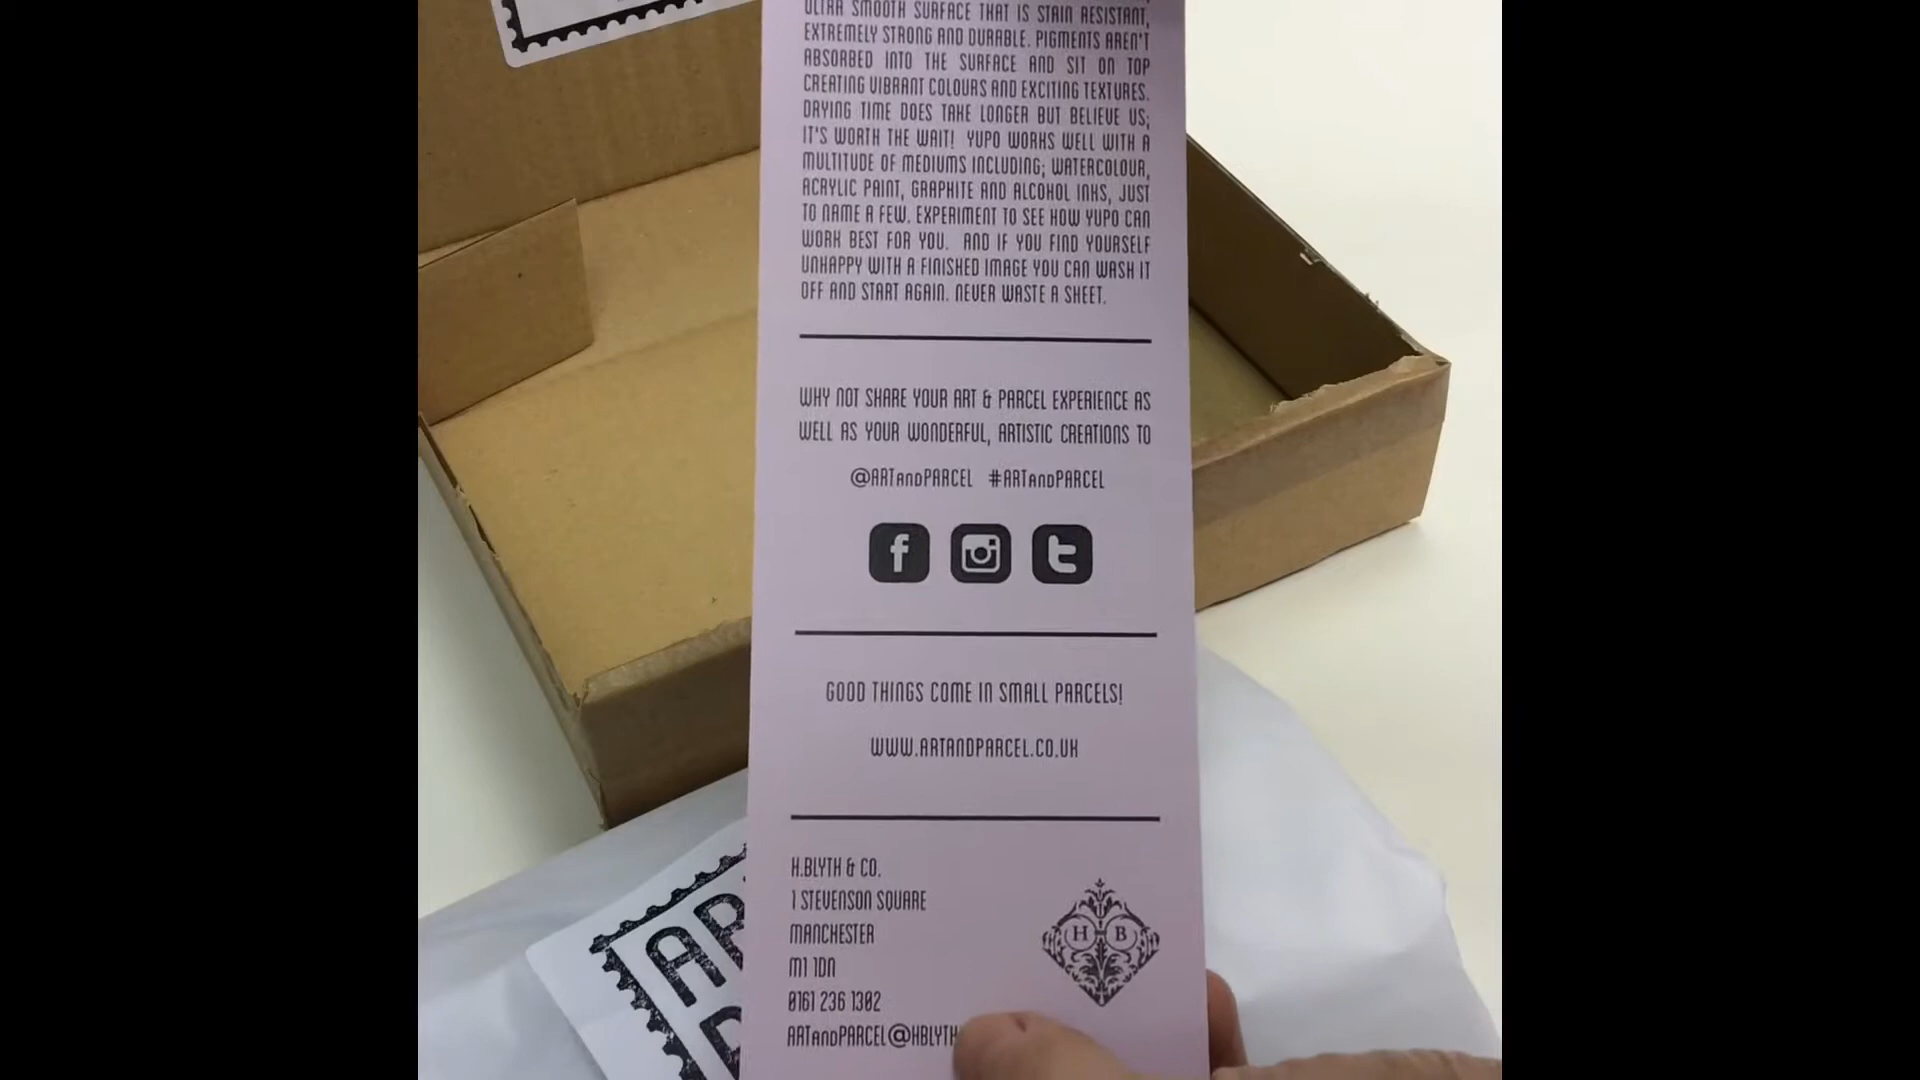 ULTRA SMOOTH SURFACE THAT IS STAIN RESISTANT,
EXTREMELY STRONG AND DURABLE. PIGMENTS AREN'T
ABSORBED INTO THE SURFACE AND SIT ON TOP
CREATING VIBRANT COLOURS AND EXCITING TEXTURES.
DRYING TIME DOES TAKE LONGER BUT BELIEVE US;
IT'S WORTH THE WAIT! YUPO WORKS WELL WITH A
MULTITUDE OF MEDIUMS INCLUDING; WATERCOLOUR,
ACRYLIC PAINT, GRAPHITE AND ALCOHOL INKS, JUST
TO NAME A FEW. EXPERIMENT TO SEE HOW YUPO CAN
WORK BEST FOR YOU. AND IF YOU FIND YOURSELF
UNHAPPY WITH A FINISHED IMAGE YOU CAN WASH IT
OFF AND START AGAIN. NEVER WASTE A SHEET.
WHY NOT SHARE YOUR ART & PARCEL EXPERIENCE AS
WELL AS YOUR WONDERFUL, ARTISTIC CREATIONS TO
@ARTandPARCEL #ARTandPARCEL
GOOD THINGS COME IN SMALL PARCELS!
WWW.ARTANDPARCEL.CO.UK
H.BLYTH & CO.
1 STEVENSON SQUARE
MANCHESTER
M1 1DN
0161 236 1302
ARTandPARCEL@HBLYTH
H B